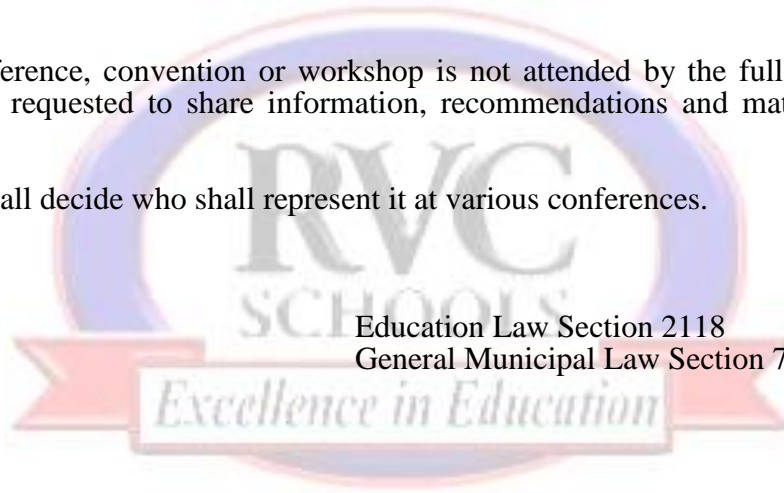 ference, convention or workshop is not attended by the full
requested to share information, recommendations and mat
all decide who shall represent it at various conferences.
RVC
SCHOOLS
Education Law Section 2118
General Municipal Law Section 7
Excellence in Education